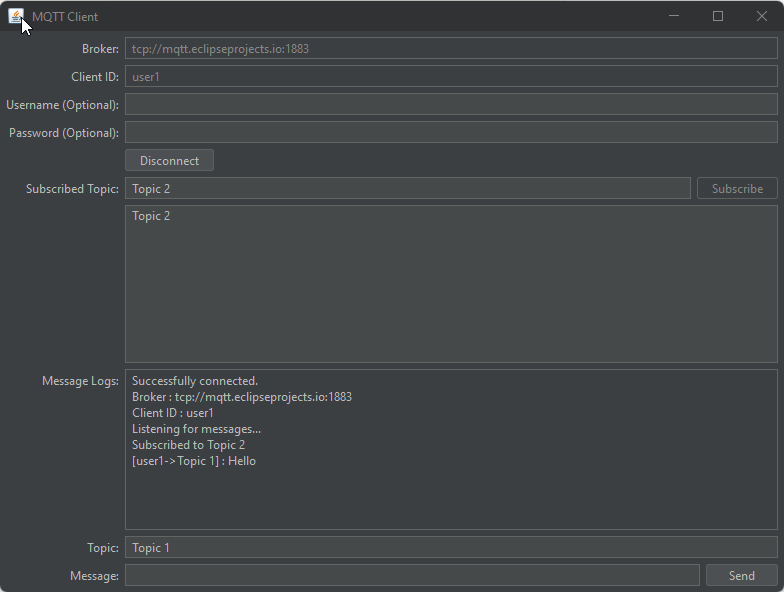 MQTT Client
Broker: tcp://mqtt.eclipseprojects.io:1883
Client ID: user1
Username (Optional):
Password (Optional):
Disconnect
Subscribed Topic: Topic 2 Subscribe
Topic 2
Message Logs: Successfully connected.
Broker : tcp://mqtt.eclipseprojects.io:1883
Client ID : user1
Listening for messages...
Subscribed to Topic 2
[user1->Topic 1] : Hello
Topic: Topic 1
Message: Send